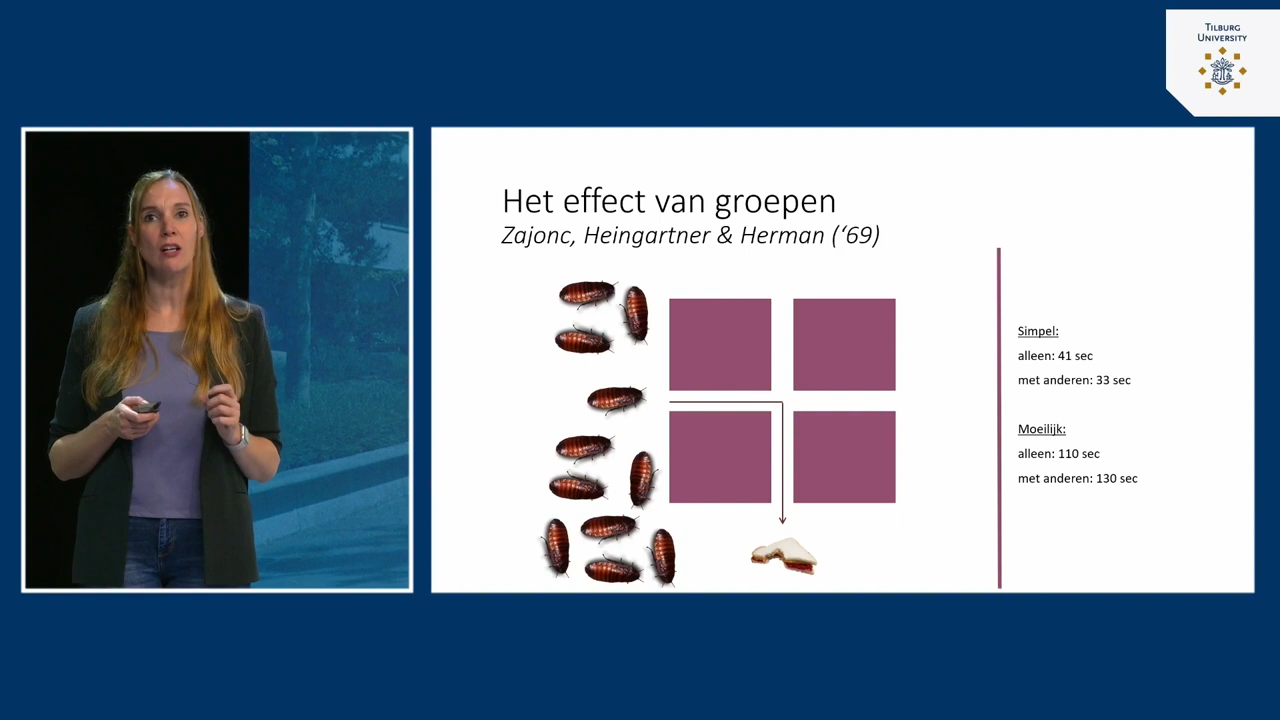 TILBURG
UNIVERSITY
Het effect van groepen
Zajonc, Heingartner & Herman (‘69)
Simpel:
alleen: 41 sec
met anderen: 33 sec
Moeilijk:
alleen: 110 sec
met anderen: 130 sec